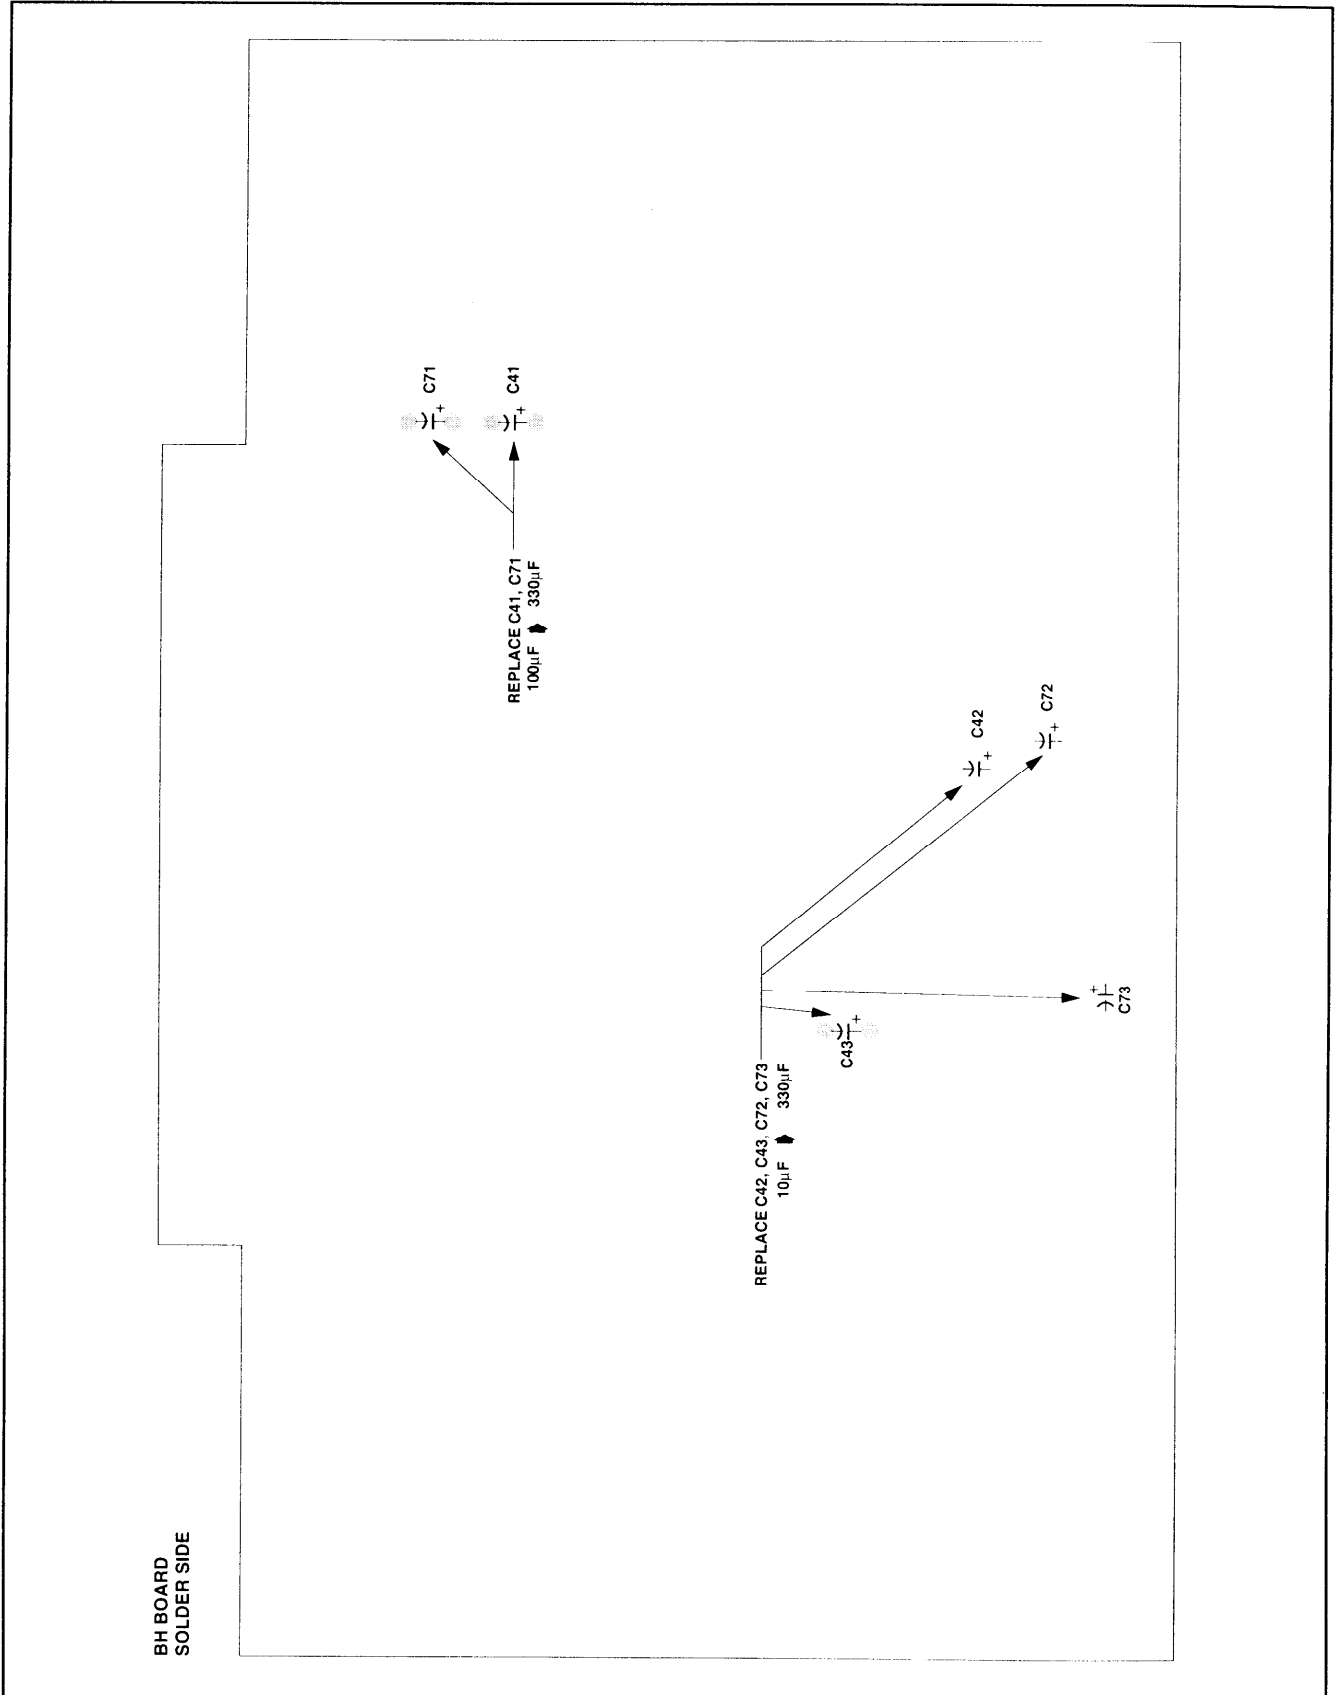 BH BOARD
SOLDER SIDE
REPLACE C41, C71
100µF 330µF
C71
+
C41
+
REPLACE C42, C43, C72, C73
10µF 330µF
C43
+
C73
+
C42
+
C72
+